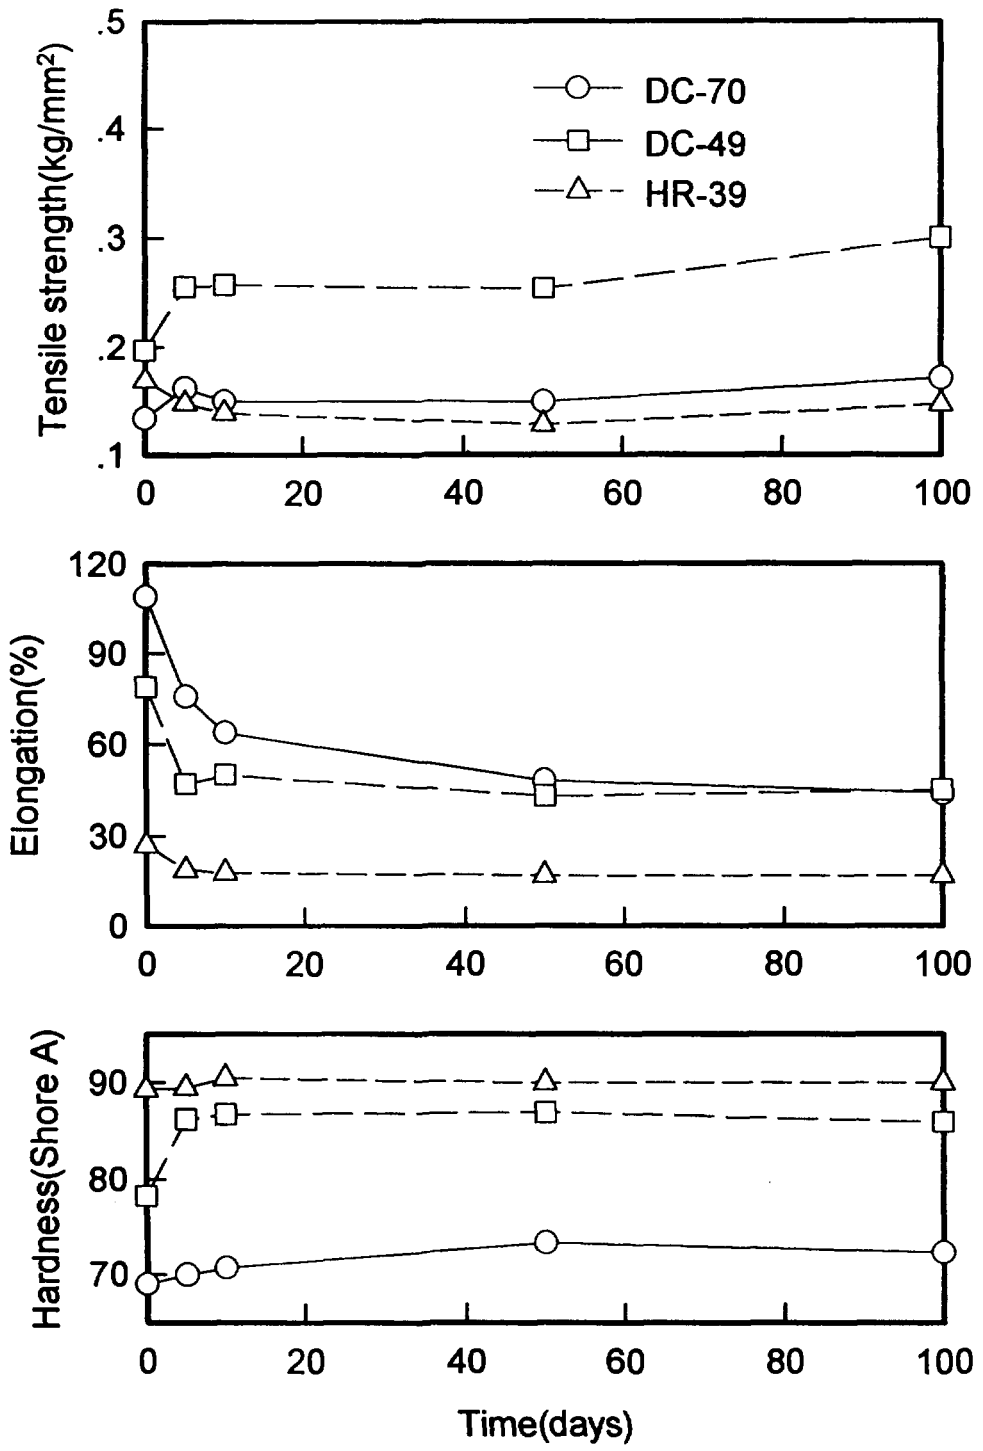 .5
DC-70
.4
DC-49
HR-39
.3
.2
.1
Tensile strength(kg/mm²)
0 20 40 60 80 100
120
90
60
30
0
Elongation(%)
0 20 40 60 80 100
90
80
70
Hardness(Shore A)
0 20 40 60 80 100
Time(days)